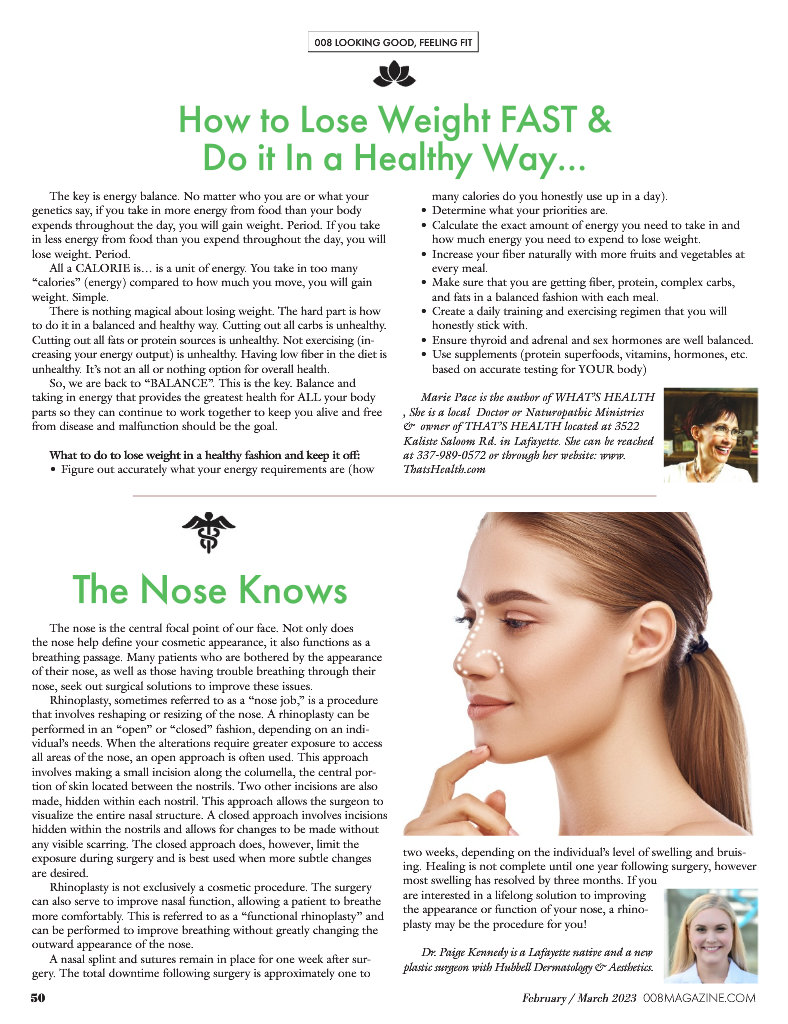 008 LOOKING GOOD, FEELING FIT
How to Lose Weight FAST &
Do it In a Healthy Way...
The key is energy balance. No matter who you are or what your
genetics say, if you take in more energy from food than your body
expends throughout the day, you will gain weight. Period. If you take
in less energy from food than you expend throughout the day, you will
lose weight. Period.
All a CALORIE is… is a unit of energy. You take in too many
“calories” (energy) compared to how much you move, you will gain
weight. Simple.
There is nothing magical about losing weight. The hard part is how
to do it in a balanced and healthy way. Cutting out all carbs is unhealthy.
Cutting out all fats or protein sources is unhealthy. Not exercising (in-
creasing your energy output) is unhealthy. Having low fiber in the diet is
unhealthy. It’s not an all or nothing option for overall health.
So, we are back to “BALANCE”. This is the key. Balance and
taking in energy that provides the greatest health for ALL your body
parts so they can continue to work together to keep you alive and free
from disease and malfunction should be the goal.
What to do to lose weight in a healthy fashion and keep it off:
• Figure out accurately what your energy requirements are (how
many calories do you honestly use up in a day).
• Determine what your priorities are.
• Calculate the exact amount of energy you need to take in and
how much energy you need to expend to lose weight.
• Increase your fiber naturally with more fruits and vegetables at
every meal.
• Make sure that you are getting fiber, protein, complex carbs,
and fats in a balanced fashion with each meal.
• Create a daily training and exercising regimen that you will
honestly stick with.
• Ensure thyroid and adrenal and sex hormones are well balanced.
• Use supplements (protein superfoods, vitamins, hormones, etc.
based on accurate testing for YOUR body)
Marie Pace is the author of WHAT’S HEALTH
, She is a local Doctor or Naturopathic Ministries
& owner of THAT’S HEALTH located at 3522
Kaliste Saloom Rd. in Lafayette. She can be reached
at 337-989-0572 or through her website: www.
ThatsHealth.com
The Nose Knows
The nose is the central focal point of our face. Not only does
the nose help define your cosmetic appearance, it also functions as a
breathing passage. Many patients who are bothered by the appearance
of their nose, as well as those having trouble breathing through their
nose, seek out surgical solutions to improve these issues.
Rhinoplasty, sometimes referred to as a “nose job,” is a procedure
that involves reshaping or resizing of the nose. A rhinoplasty can be
performed in an “open” or “closed” fashion, depending on an indi-
vidual’s needs. When the alterations require greater exposure to access
all areas of the nose, an open approach is often used. This approach
involves making a small incision along the columella, the central por-
tion of skin located between the nostrils. Two other incisions are also
made, hidden within each nostril. This approach allows the surgeon to
visualize the entire nasal structure. A closed approach involves incisions
hidden within the nostrils and allows for changes to be made without
any visible scarring. The closed approach does, however, limit the
exposure during surgery and is best used when more subtle changes
are desired.
Rhinoplasty is not exclusively a cosmetic procedure. The surgery
can also serve to improve nasal function, allowing a patient to breathe
more comfortably. This is referred to as a “functional rhinoplasty” and
can be performed to improve breathing without greatly changing the
outward appearance of the nose.
A nasal splint and sutures remain in place for one week after sur-
gery. The total downtime following surgery is approximately one to
two weeks, depending on the individual’s level of swelling and bruis-
ing. Healing is not complete until one year following surgery, however
most swelling has resolved by three months. If you
are interested in a lifelong solution to improving
the appearance or function of your nose, a rhino-
plasty may be the procedure for you!
Dr. Paige Kennedy is a Lafayette native and a new
plastic surgeon with Hubbell Dermatology & Aesthetics.
50
February / March 2023 008MAGAZINE.COM